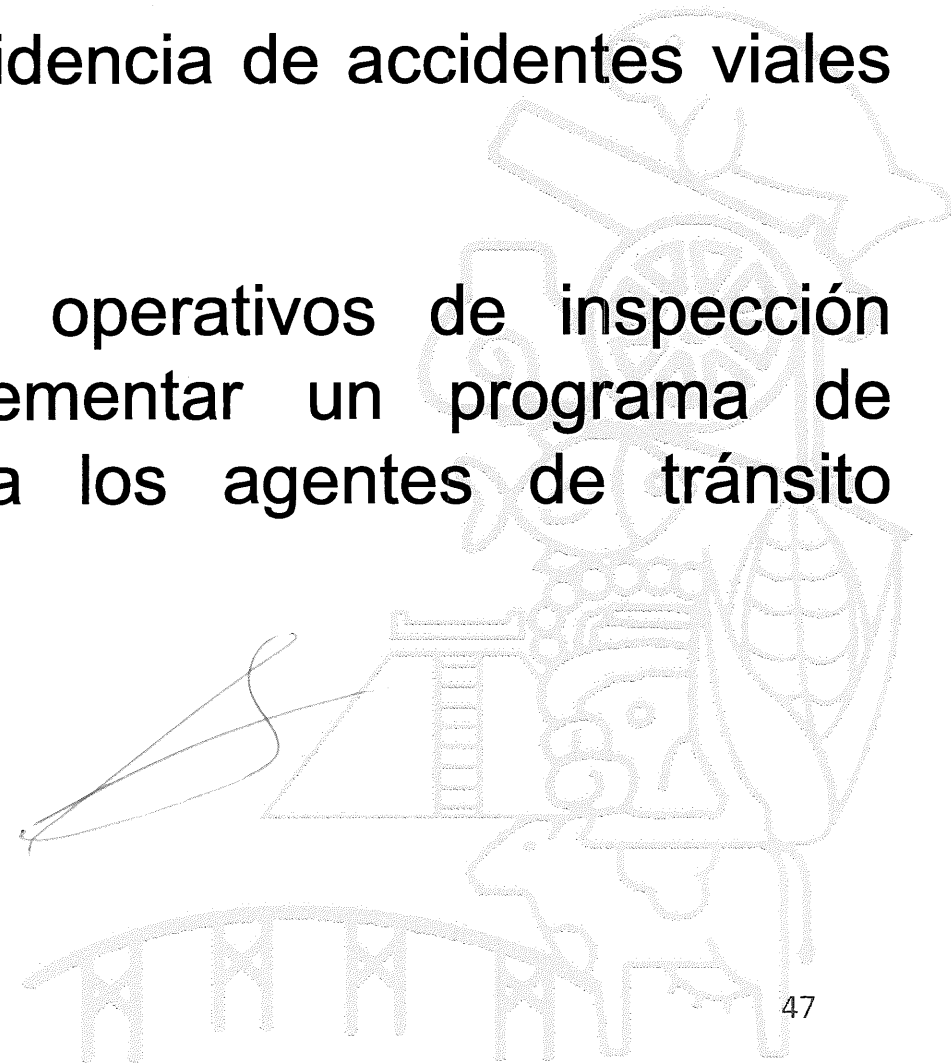 idencia de accidentes viales
operativos de inspección
ementar un programa de
a los agentes de tránsito
47